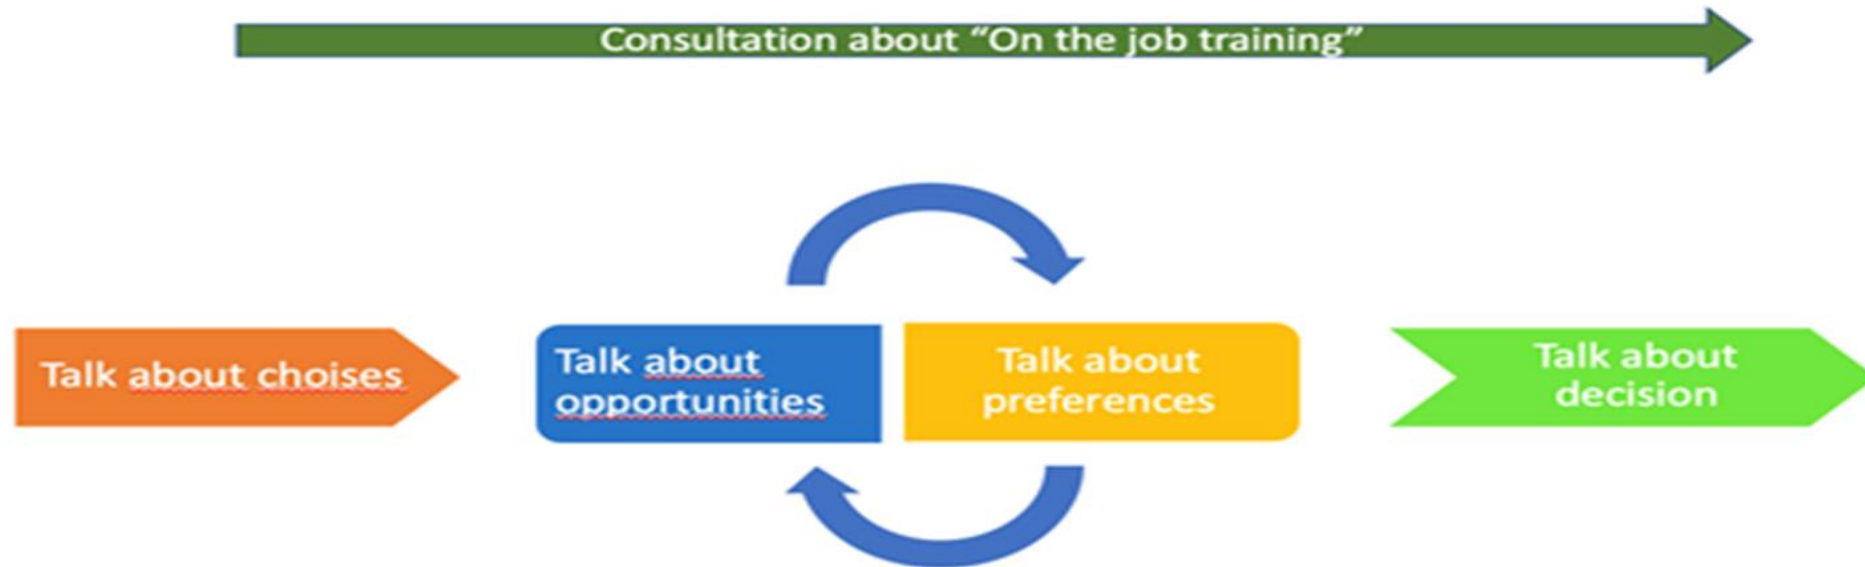 Consultation about “On the job training”
Talk about choises
Talk about
opportunities
Talk about
preferences
Talk about
decision